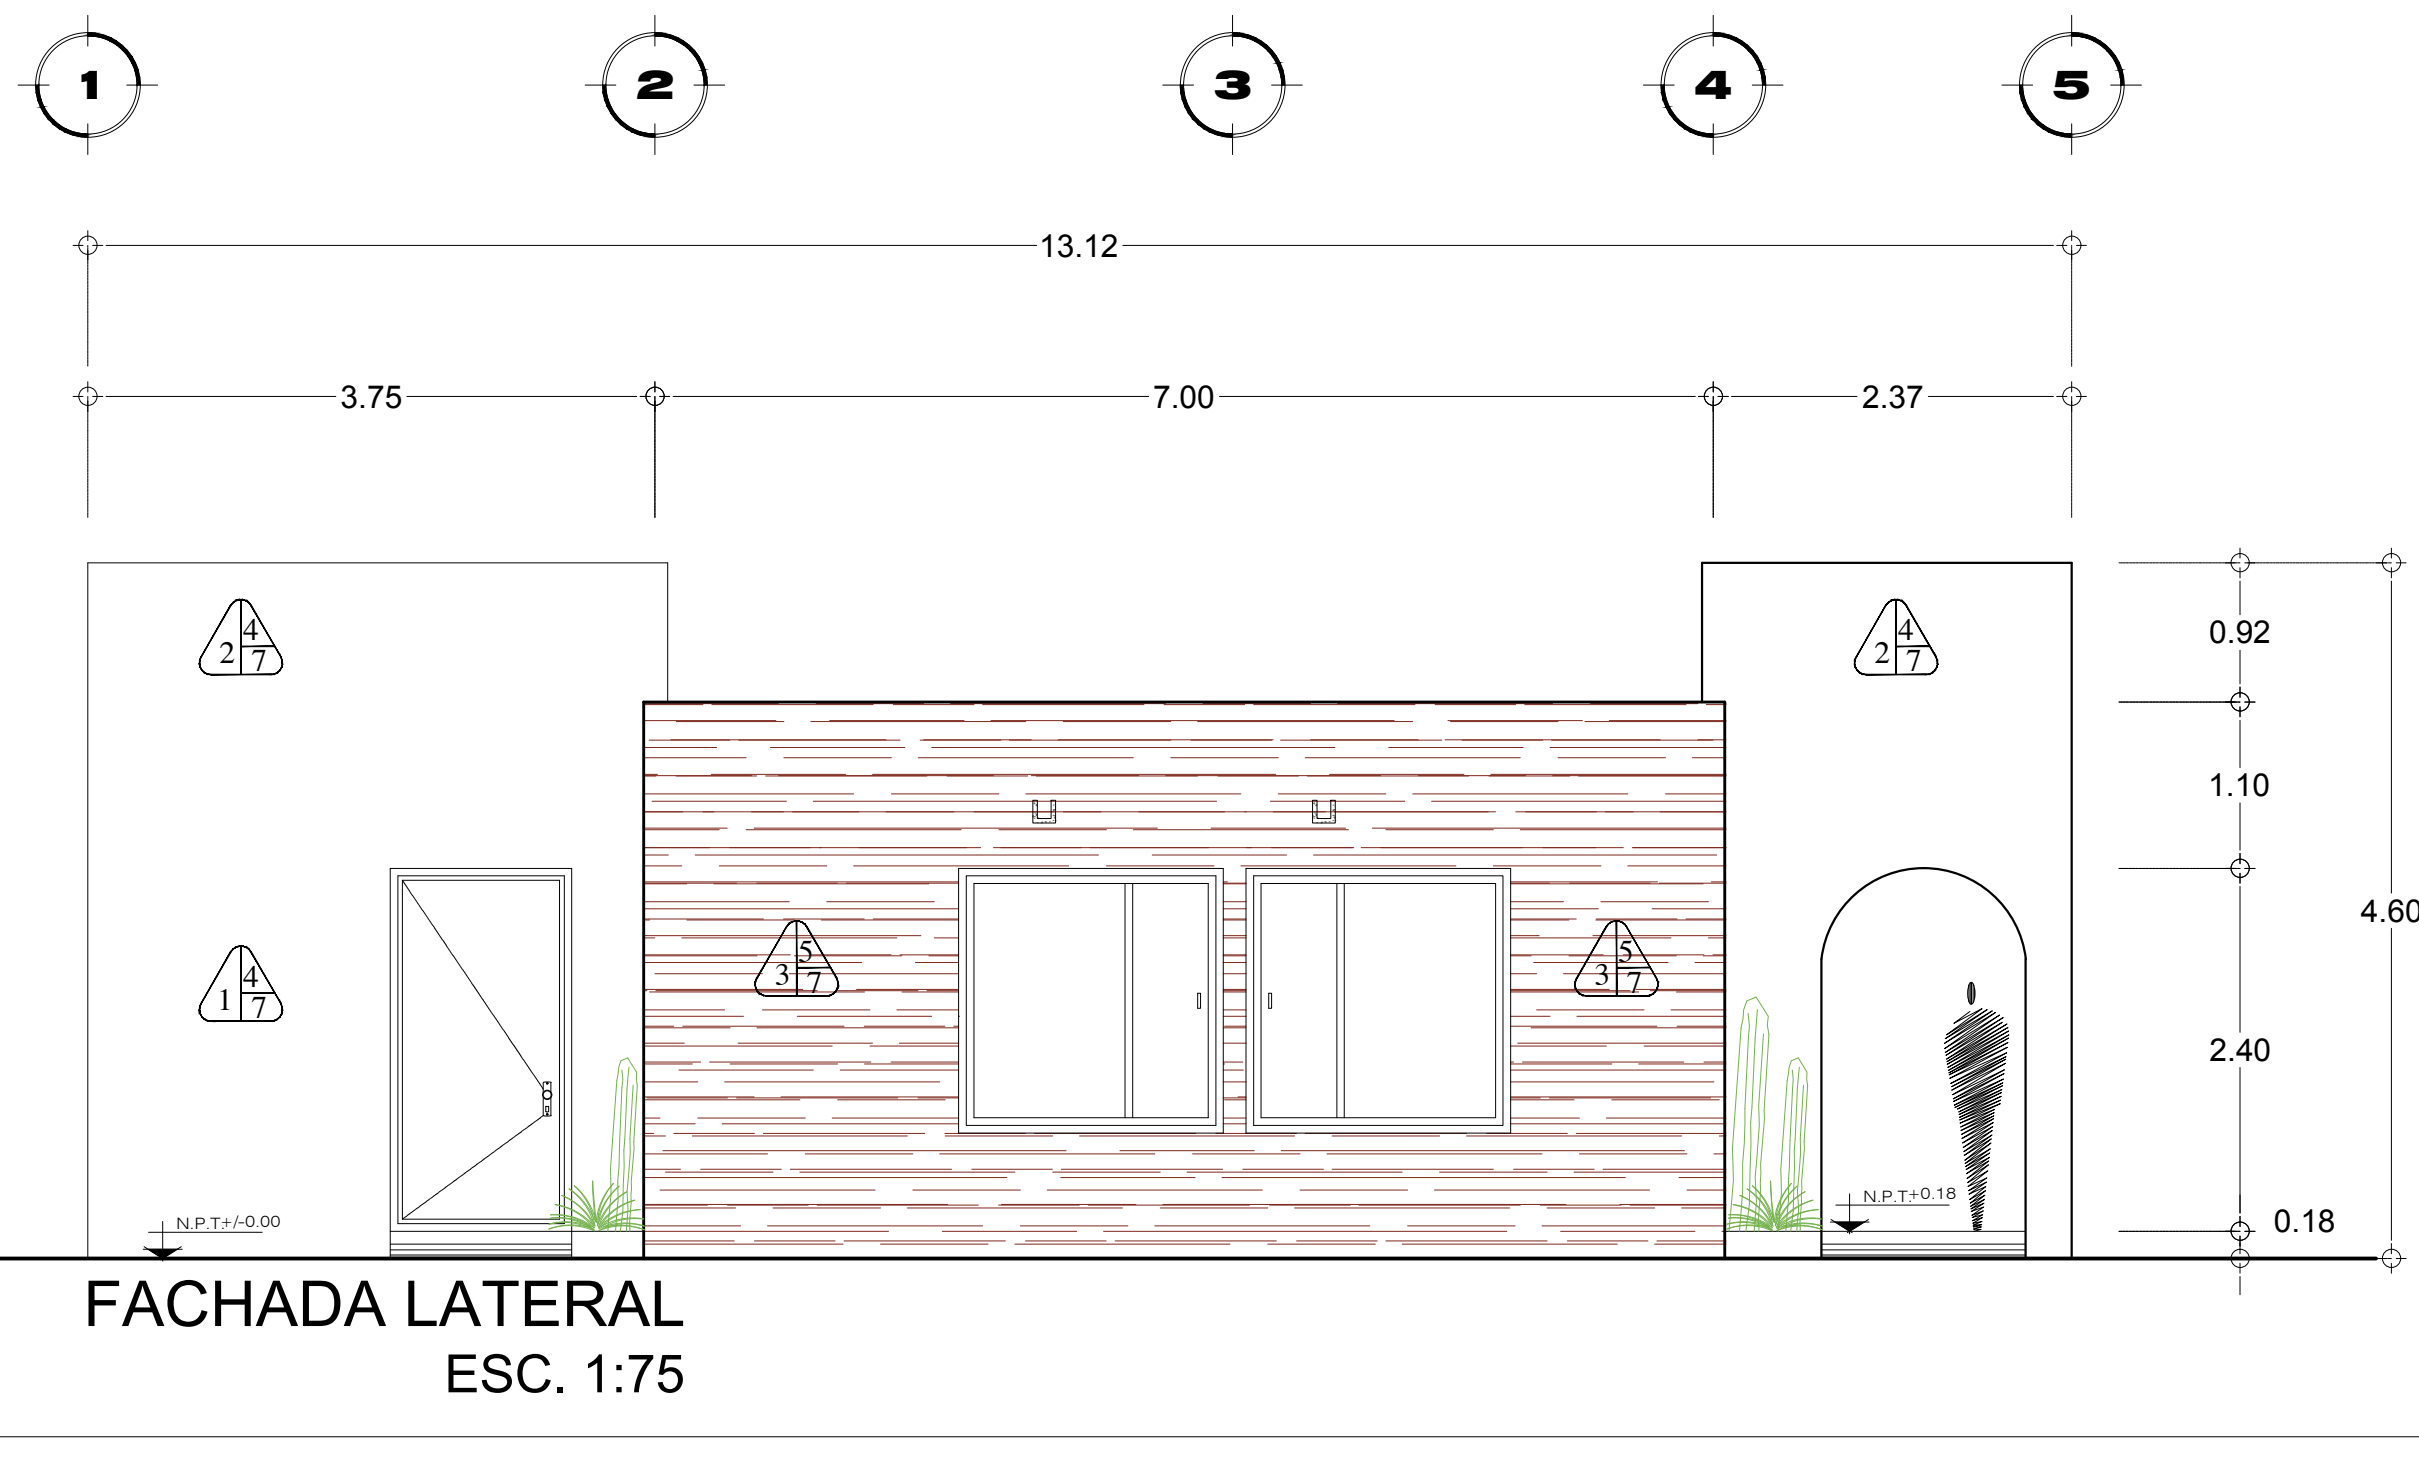 1 2 3 4 5
13.12
3.75 7.00 2.37
2 4 7
2 4 7
0.92
1.10
4.60
1 4 7
3 5 7
3 5 7
2.40
N.P.T.+/-0.00
N.P.T.+0.18
0.18
FACHADA LATERAL
ESC. 1:75